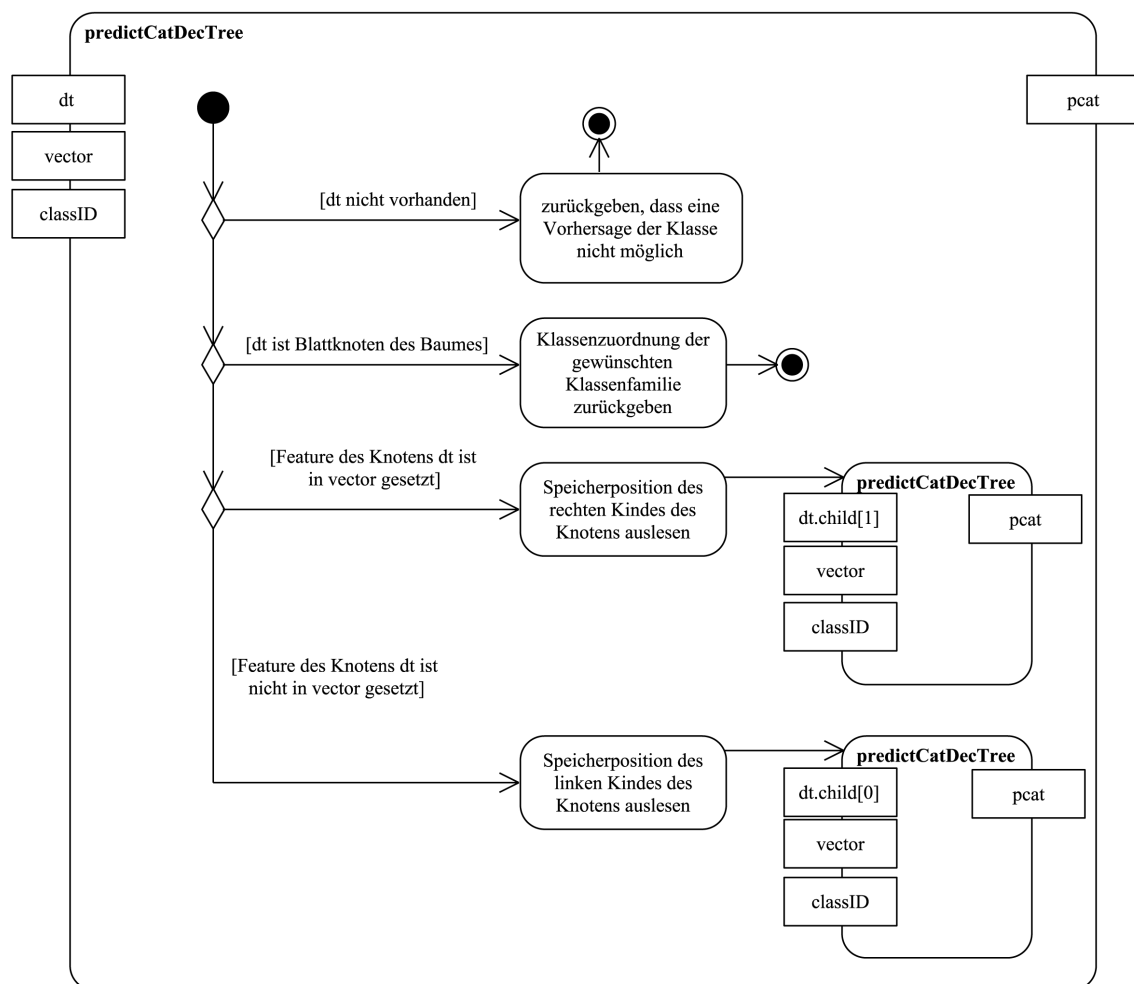 predictCatDecTree
dt
pcat
vector
classID
[dt nicht vorhanden]
zurückgeben, dass eine
Vorhersage der Klasse
nicht möglich
[dt ist Blattknoten des Baumes]
Klassenzuordnung der
gewünschten
Klassenfamilie
zurückgeben
[Feature des Knotens dt ist
in vector gesetzt]
Speicherposition des
rechten Kindes des
Knotens auslesen
predictCatDecTree
dt.child[1]
pcat
vector
classID
[Feature des Knotens dt ist
nicht in vector gesetzt]
Speicherposition des
linken Kindes des
Knotens auslesen
predictCatDecTree
dt.child[0]
pcat
vector
classID